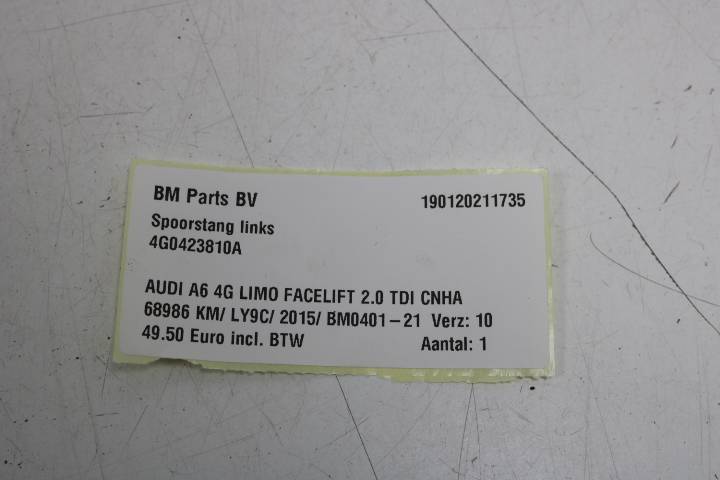 BM Parts BV 190120211735
Spoorstang links
4G0423810A
AUDI A6 4G LIMO FACELIFT 2.0 TDI CNHA
68986 KM/ LY9C/ 2015/ BM0401-21 Verz: 10
49.50 Euro incl. BTW Aantal: 1